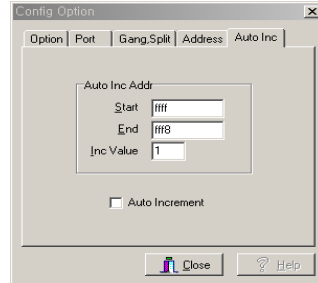 Config Option
Option Port Gang,Split Address Auto Inc
Auto Inc Addr
Start ffff
End fff8
Inc Value 1
Auto Increment
Close ? Help